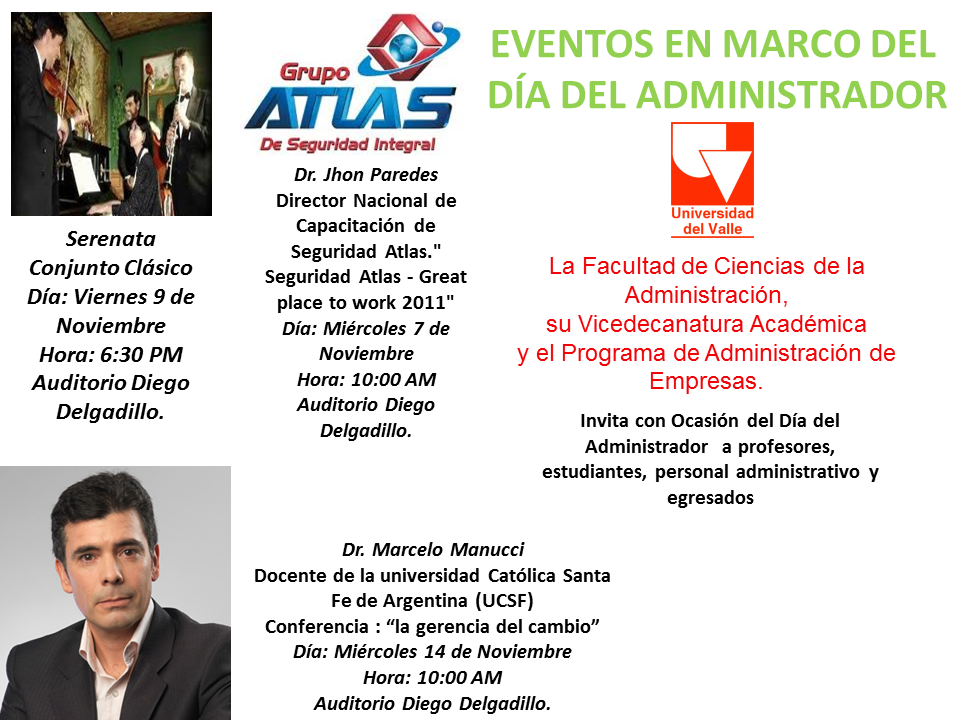 EVENTOS EN MARCO DEL
DÍA DEL ADMINISTRADOR
Grupo
ATLAS
De Seguridad Integral
Universidad
del Valle
Serenata
Conjunto Clásico
Día: Viernes 9 de
Noviembre
Hora: 6:30 PM
Auditorio Diego
Delgadillo.
Dr. Jhon Paredes
Director Nacional de
Capacitación de
Seguridad Atlas."
Seguridad Atlas - Great
place to work 2011"
Día: Miércoles 7 de
Noviembre
Hora: 10:00 AM
Auditorio Diego
Delgadillo.
La Facultad de Ciencias de la
Administración,
su Vicedecanatura Académica
y el Programa de Administración de
Empresas.
Invita con Ocasión del Día del
Administrador a profesores,
estudiantes, personal administrativo y
egresados
Dr. Marcelo Manucci
Docente de la universidad Católica Santa
Fe de Argentina (UCSF)
Conferencia : “la gerencia del cambio”
Día: Miércoles 14 de Noviembre
Hora: 10:00 AM
Auditorio Diego Delgadillo.